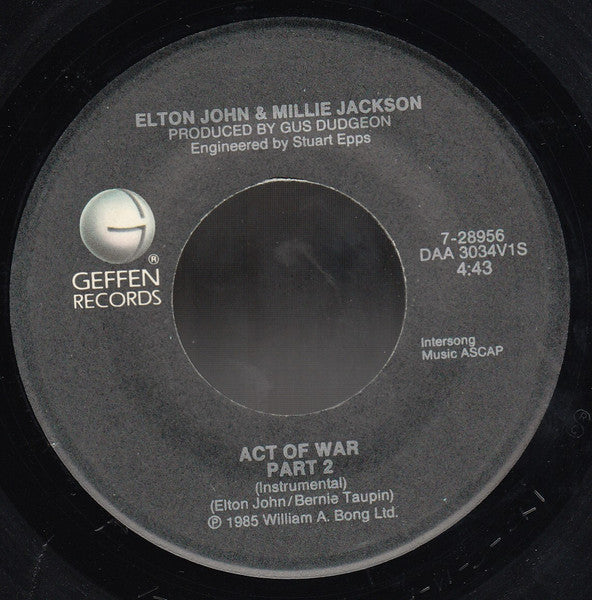 ELTON JOHN & MILLIE JACKSON
PRODUCED BY GUS DUDGEON
Engineered by Stuart Epps
GEFFEN ®
RECORDS
7-28956
DAA 3034V1S
4:43
Intersong
Music ASCAP
ACT OF WAR
PART 2
(Instrumental)
(Elton John/Bernie Taupin)
℗ 1985 William A. Bong Ltd.